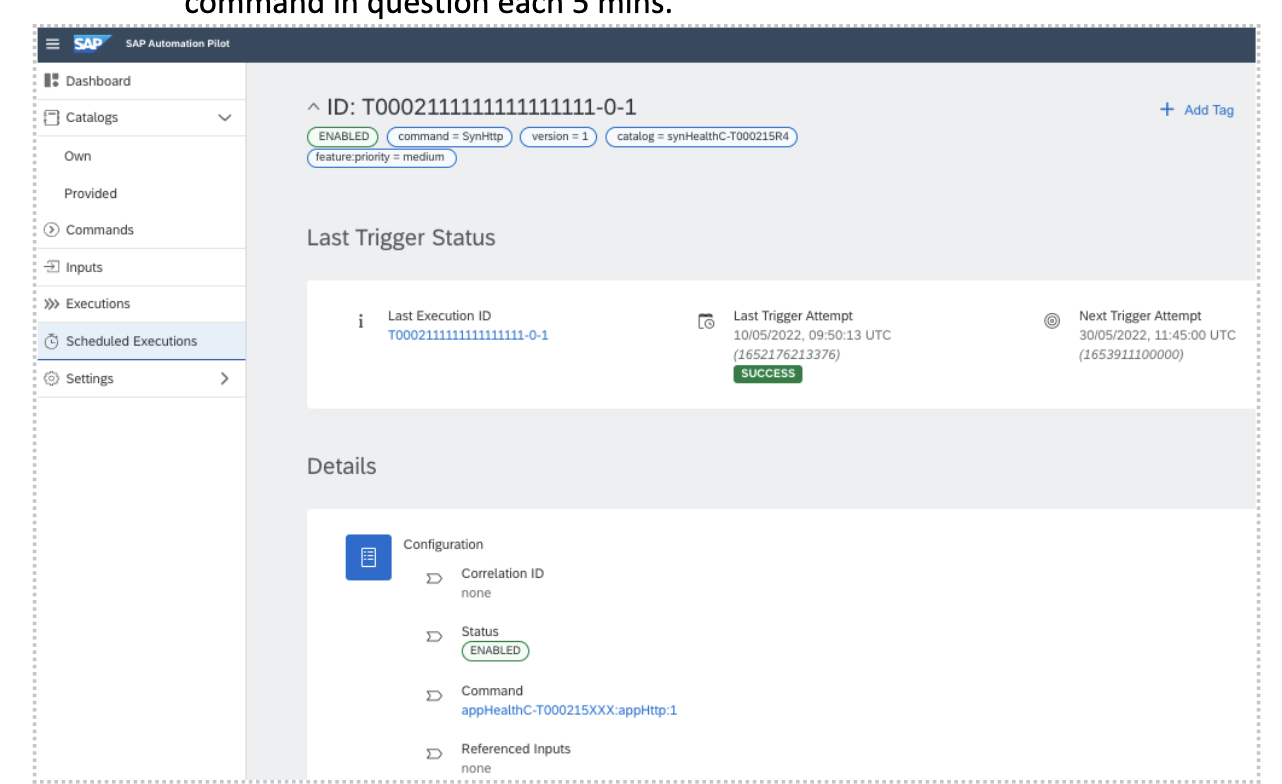 command in question each 5 mins.
SAP SAP Automation Pilot
Dashboard
Catalogs
Own
Provided
Commands
Inputs
Executions
Scheduled Executions
Settings
ID: T0002111111111111111-0-1
+ Add Tag
ENABLED command = SynHttp version = 1 catalog = synHealthC-T000215R4
feature:priority = medium
Last Trigger Status
Last Execution ID
T0002111111111111111-0-1
Last Trigger Attempt
10/05/2022, 09:50:13 UTC
(1652176213376)
SUCCESS
Next Trigger Attempt
30/05/2022, 11:45:00 UTC
(1653911100000)
Details
Configuration
Correlation ID
none
Status
ENABLED
Command
appHealthC-T000215XXX:appHttp:1
Referenced Inputs
none